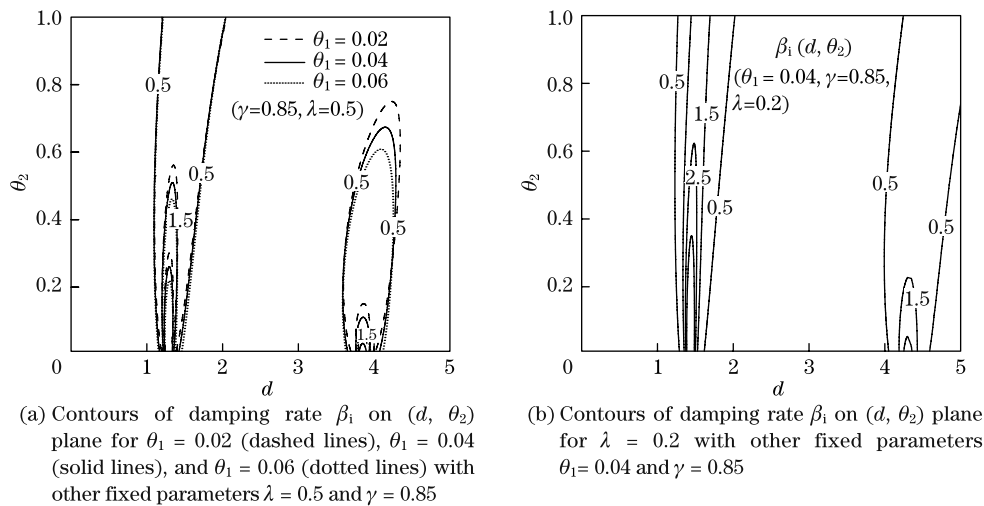 1.0
0.8
0.6
0.4
0.2
0
θ₂
θ₁ = 0.02
θ₁ = 0.04
θ₁ = 0.06
(γ=0.85, λ=0.5)
0.5
0.5
1.5
0.5
0.5
1.5
1
2
3
4
5
d
(a) Contours of damping rate βᵢ on (d, θ₂)
plane for θ₁ = 0.02 (dashed lines), θ₁ = 0.04
(solid lines), and θ₁ = 0.06 (dotted lines) with
other fixed parameters λ = 0.5 and γ = 0.85
1.0
0.8
0.6
0.4
0.2
0
θ₂
βᵢ (d, θ₂)
(θ₁ = 0.04, γ=0.85,
λ=0.2)
0.5
1.5
2.5
0.5
0.5
0.5
1.5
1
2
3
4
5
d
(b) Contours of damping rate βᵢ on (d, θ₂) plane
for λ = 0.2 with other fixed parameters
θ₁= 0.04 and γ = 0.85